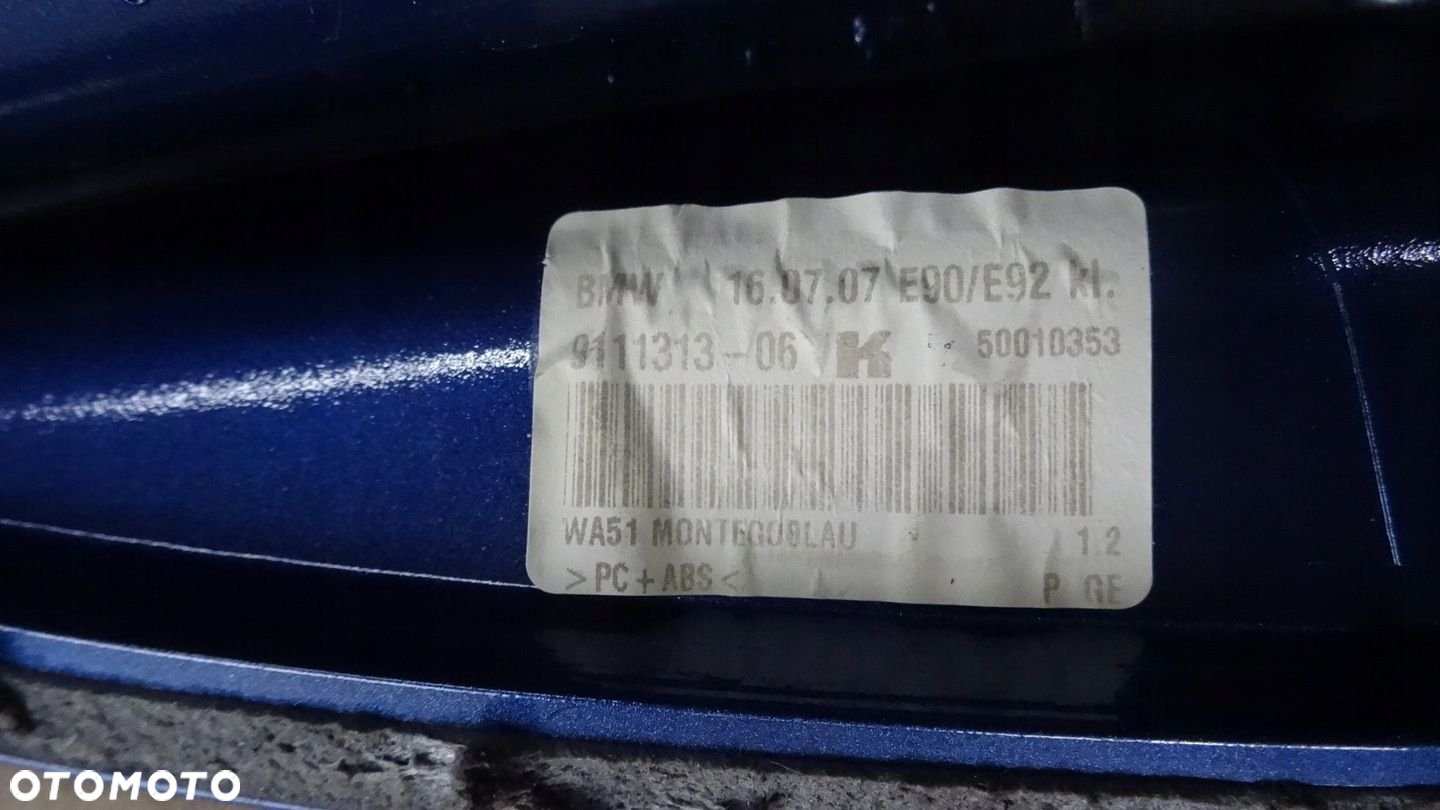 BMW 16.07.07 E90/E92 kl.
9111313-06 K 50010353
WA51 MONTEGOBLAU 1.2
>PC+ABS< P GE
OTOMOTO